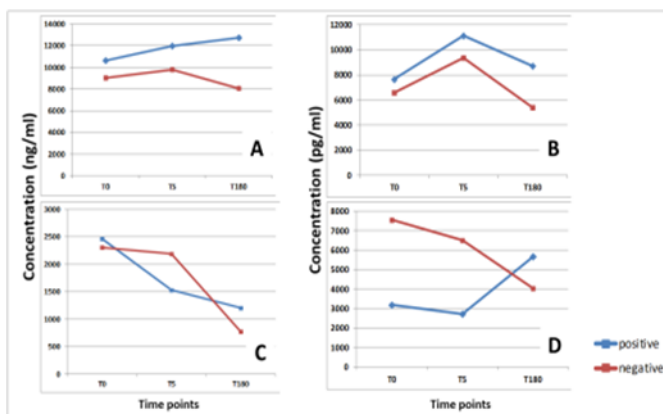 Concentration (ng/ml)
14000
12000
10000
8000
6000
4000
2000
0
T0 T5 T180
A
Concentration (pg/ml)
12000
10000
8000
6000
4000
2000
0
T0 T5 T180
B
3000
2500
2000
1500
1000
500
0
T0 T5 T180
C
Time points
8000
7000
6000
5000
4000
3000
2000
1000
0
T0 T5 T180
D
Time points
positive
negative